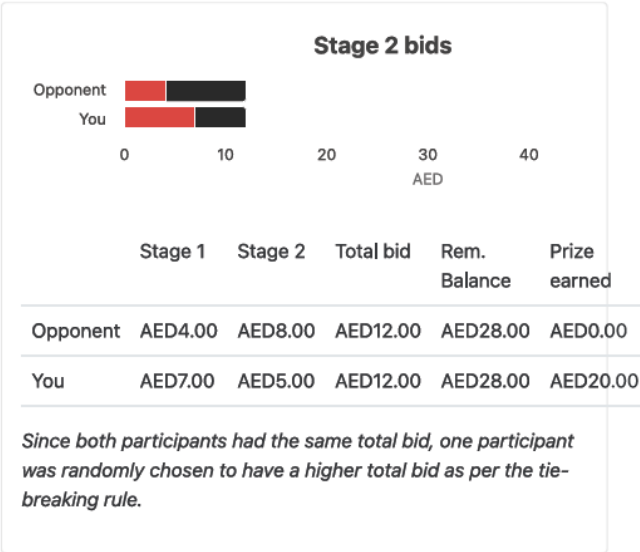 Stage 2 bids
Opponent
You
0 10 20 30 40
AED
Stage 1 Stage 2 Total bid Rem. Balance Prize earned
Opponent AED4.00 AED8.00 AED12.00 AED28.00 AED0.00
You AED7.00 AED5.00 AED12.00 AED28.00 AED20.00
Since both participants had the same total bid, one participant
was randomly chosen to have a higher total bid as per the tie-
breaking rule.